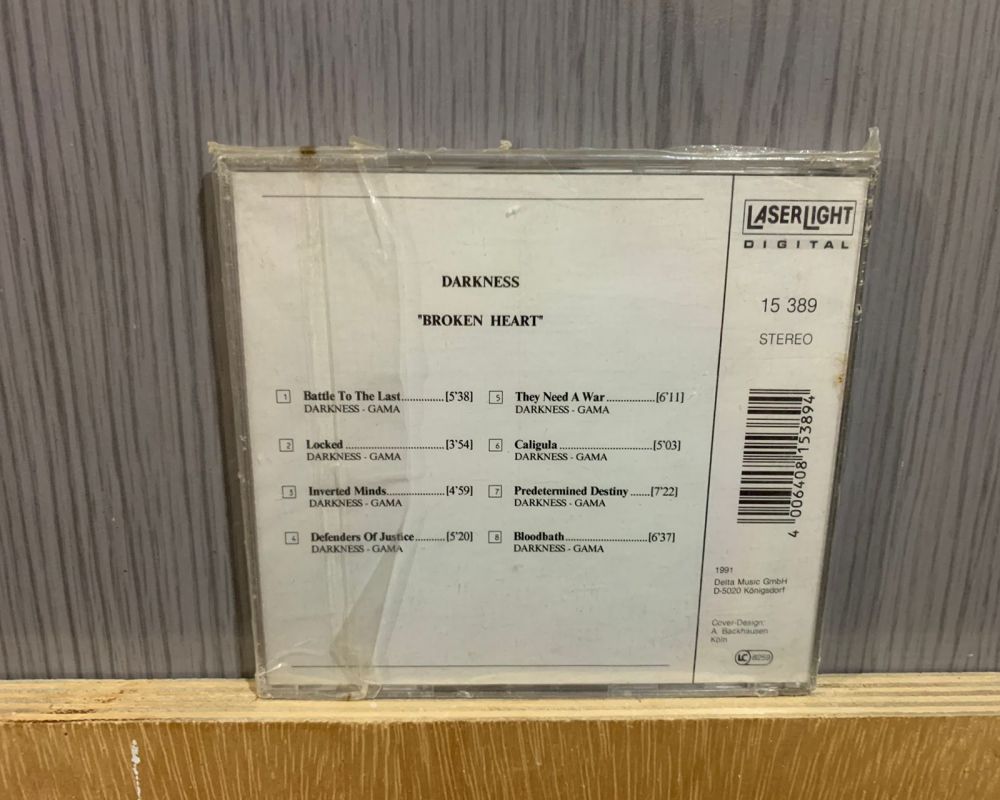 DARKNESS
"BROKEN HEART"
1 Battle To The Last..............[5'38]
DARKNESS - GAMA
2 Locked.................................[3'54]
DARKNESS - GAMA
3 Inverted Minds...................[4'59]
DARKNESS - GAMA
4 Defenders Of Justice..........[5'20]
DARKNESS - GAMA
5 They Need A War................[6'11]
DARKNESS - GAMA
6 Caligula...............................[5'03]
DARKNESS - GAMA
7 Predetermined Destiny.......[7'22]
DARKNESS - GAMA
8 Bloodbath...........................[6'37]
DARKNESS - GAMA
LASERLIGHT
DIGITAL
15 389
STEREO
4 006408 153894
1991
Delta Music GmbH
D-5020 Königsdorf
Cover-Design:
A. Backhausen
Köln
LC 8259